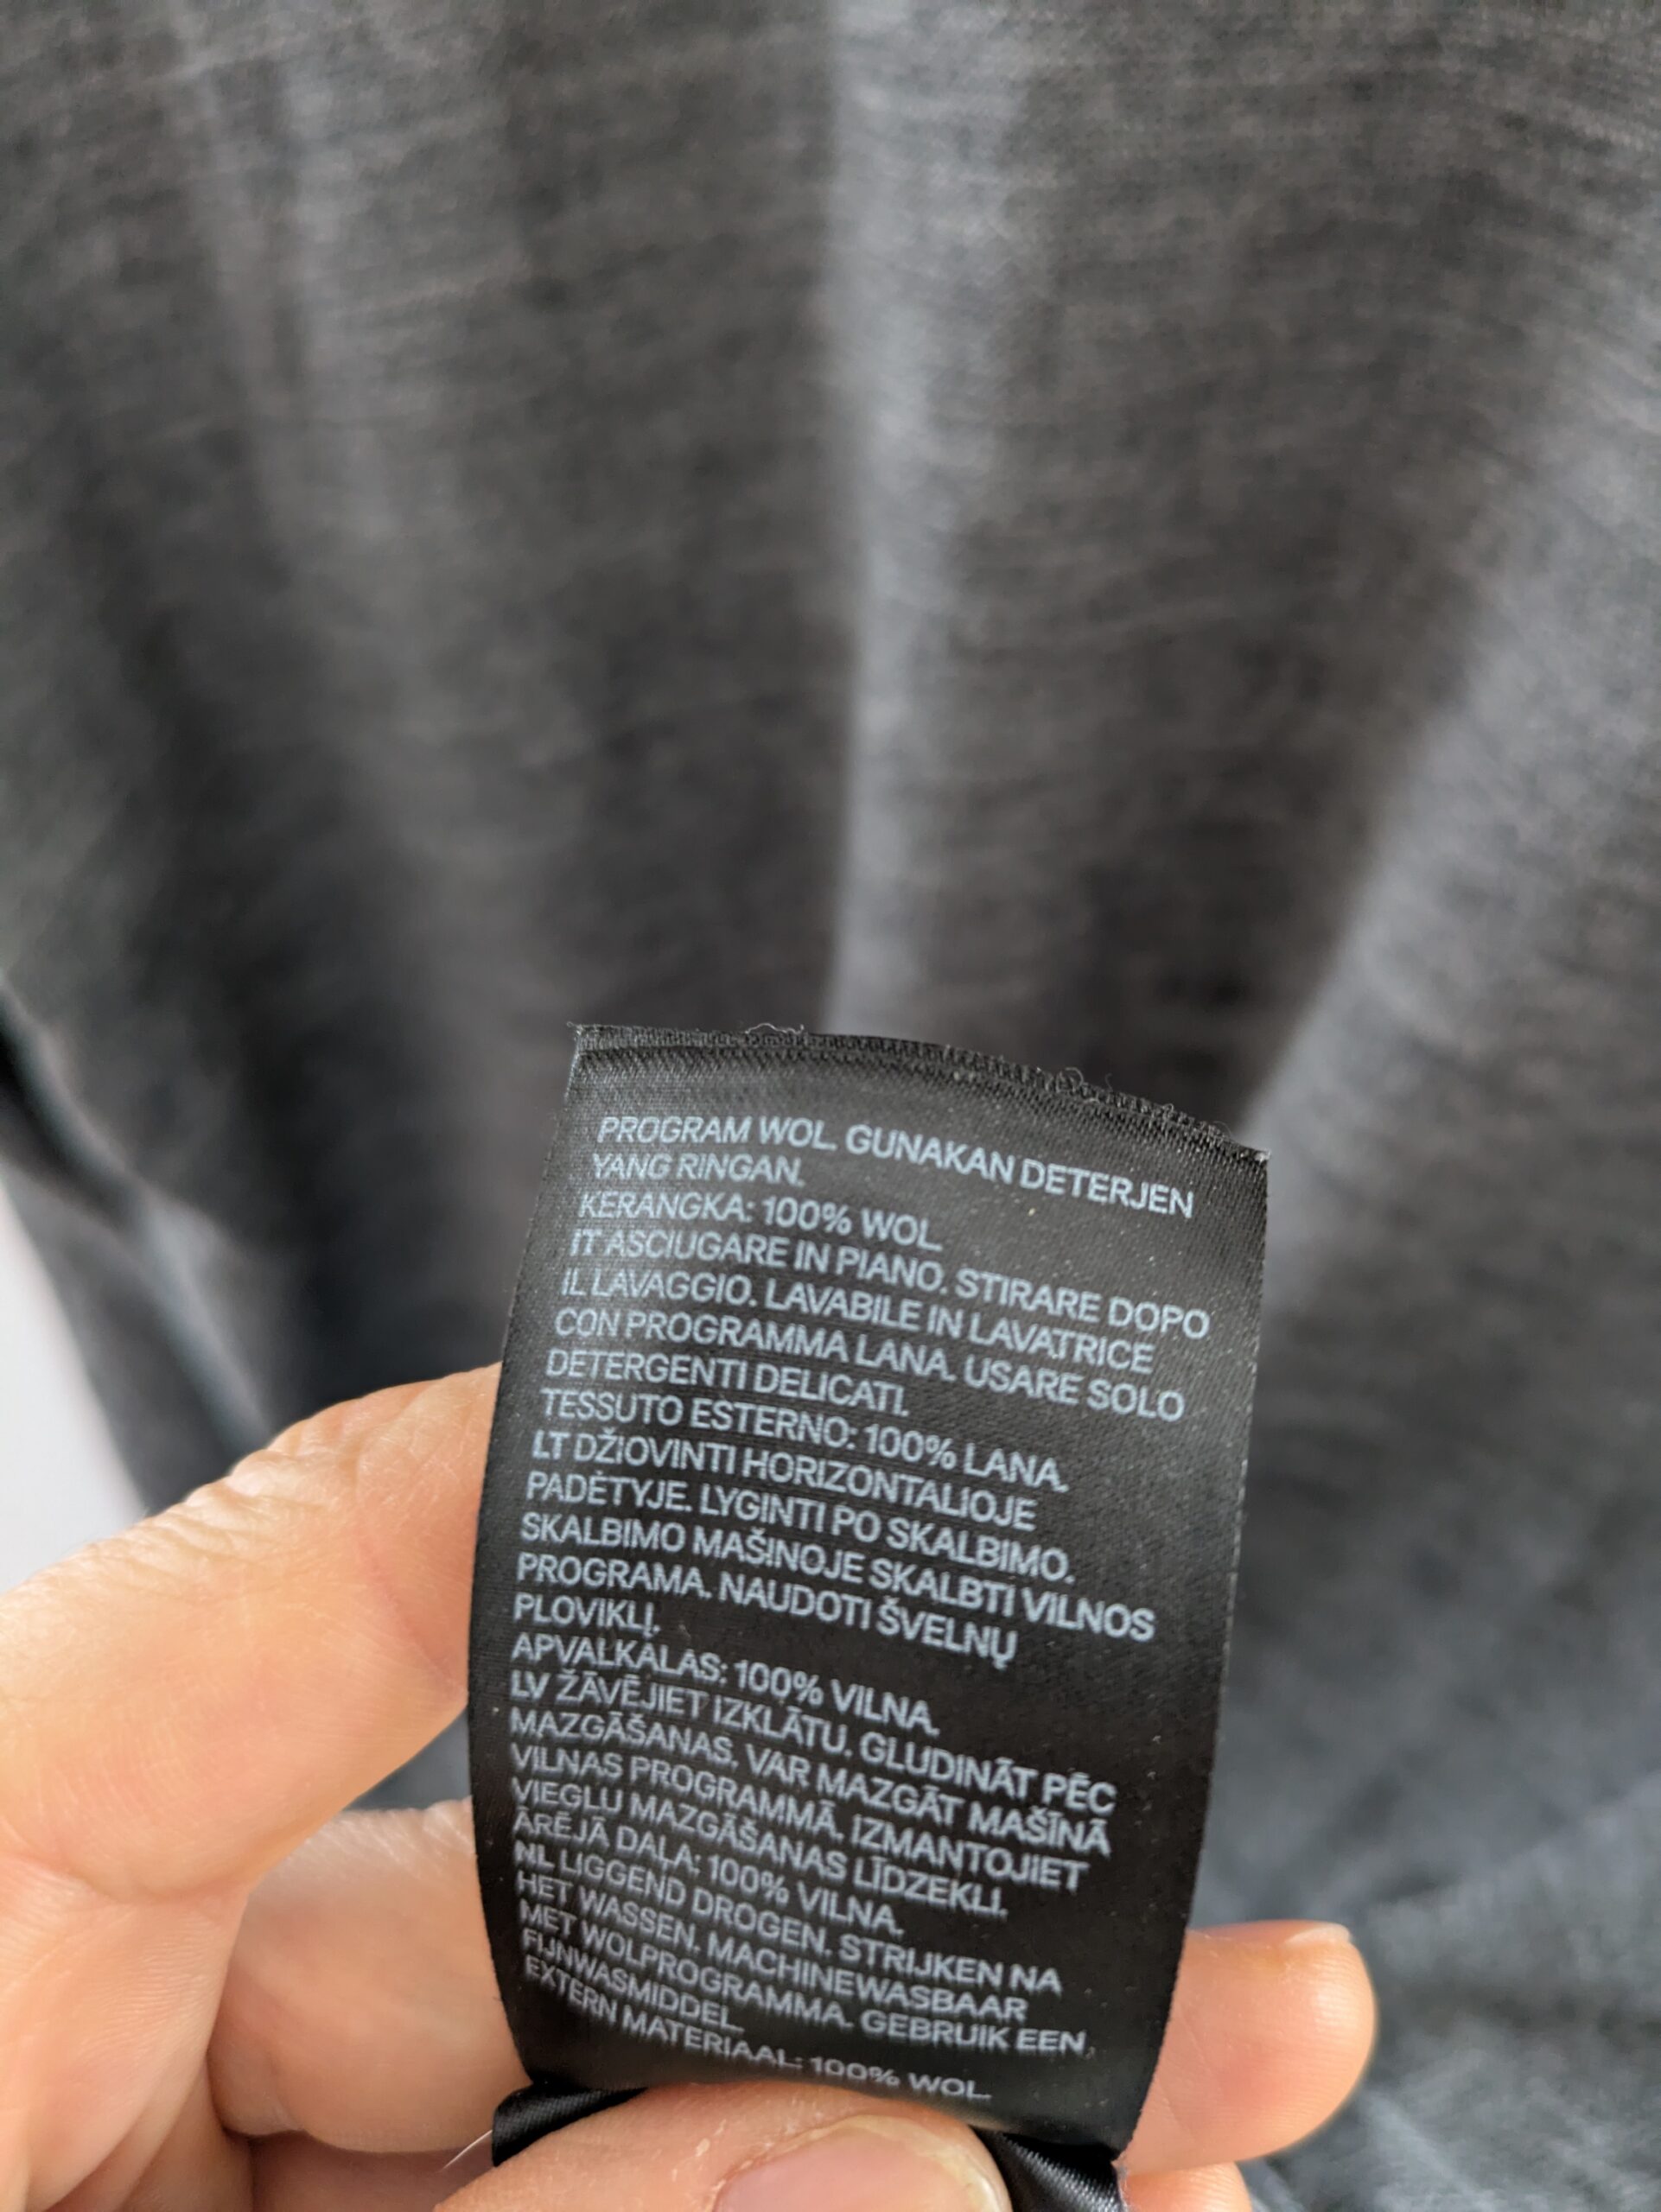 PROGRAM WOL. GUNAKAN DETERJEN
YANG RINGAN.
KERANGKA: 100% WOL
IT ASCIUGARE IN PIANO. STIRARE DOPO
IL LAVAGGIO. LAVABILE IN LAVATRICE
CON PROGRAMMA LANA. USARE SOLO
DETERGENTI DELICATI.
TESSUTO ESTERNO: 100% LANA.
LT DŽIOVINTI HORIZONTALIOJE
PADĖTYJE. LYGINTI PO SKALBIMO.
SKALBIMO MAŠINOJE SKALBTI VILNOS
PROGRAMA. NAUDOTI ŠVELNŲ
PLOVIKLĮ.
APVALKALAS: 100% VILNA.
LV ŽĀVĒJIET IZKLĀTU. GLUDINĀT PĒC
MAZGĀŠANAS. VAR MAZGĀT MAŠĪNĀ
VILNAS PROGRAMMĀ. IZMANTOJIET
VIEGLU MAZGĀŠANAS LĪDZEKLI.
ĀRĒJĀ DAĻA: 100% VILNA.
NL LIGGEND DROGEN. STRIJKEN NA
HET WASSEN. MACHINEWASBAAR
MET WOLPROGRAMMA. GEBRUIK EEN
FIJNWASMIDDEL.
EXTERN MATERIAAL: 100% WOL.